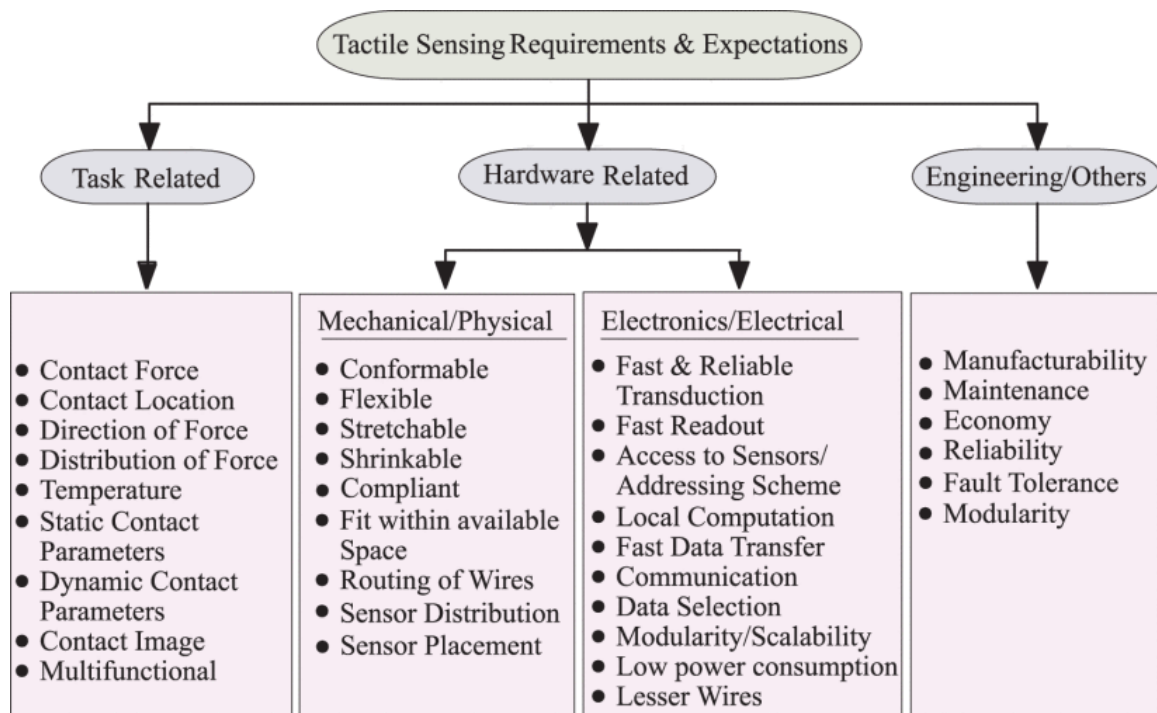 Tactile Sensing Requirements & Expectations
Task Related
Hardware Related
Engineering/Others
● Contact Force
● Contact Location
● Direction of Force
● Distribution of Force
● Temperature
● Static Contact
Parameters
● Dynamic Contact
Parameters
● Contact Image
● Multifunctional
Mechanical/Physical
● Conformable
● Flexible
● Stretchable
● Shrinkable
● Compliant
● Fit within available
Space
● Routing of Wires
● Sensor Distribution
● Sensor Placement
Electronics/Electrical
● Fast & Reliable
Transduction
● Fast Readout
● Access to Sensors/
Addressing Scheme
● Local Computation
● Fast Data Transfer
● Communication
● Data Selection
● Modularity/Scalability
● Low power consumption
● Lesser Wires
● Manufacturability
● Maintenance
● Economy
● Reliability
● Fault Tolerance
● Modularity